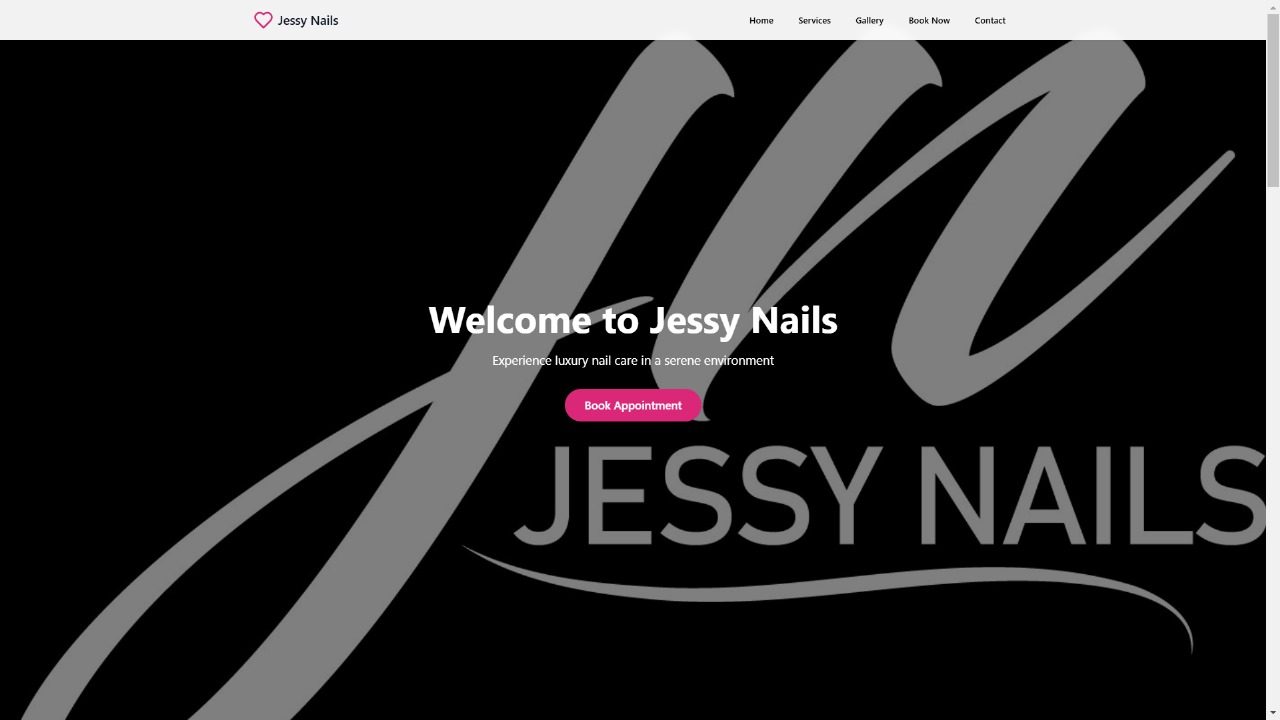 Jessy Nails
Home Services Gallery Book Now Contact
Welcome to Jessy Nails
Experience luxury nail care in a serene environment
Book Appointment
jn
JESSY NAILS